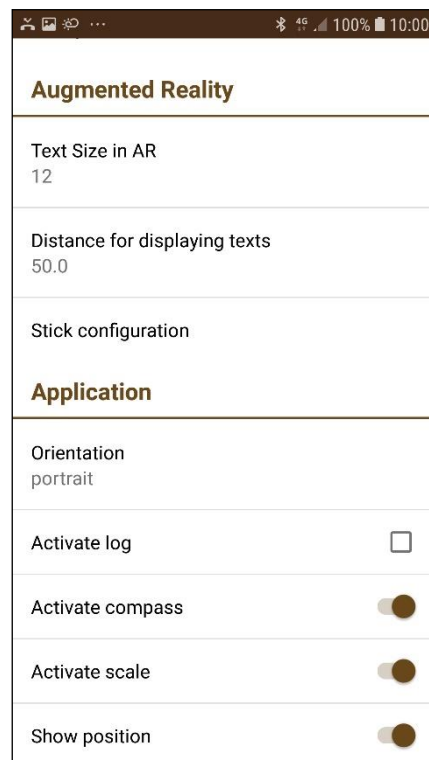 4G 100% 10:00
Augmented Reality
Text Size in AR
12
Distance for displaying texts
50.0
Stick configuration
Application
Orientation
portrait
Activate log
Activate compass
Activate scale
Show position